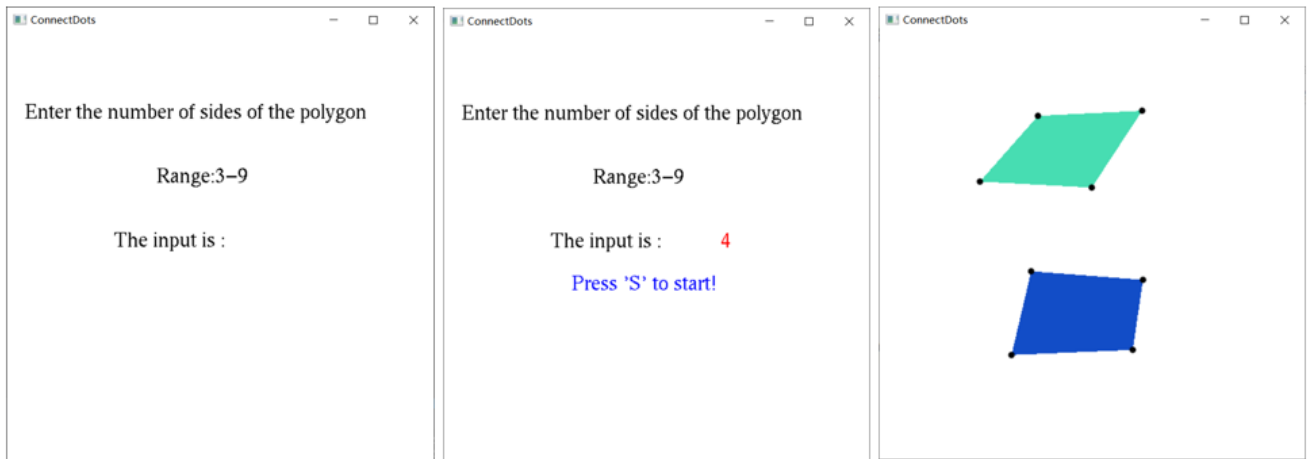 ConnectDots
Enter the number of sides of the polygon
Range:3−9
The input is :
ConnectDots
Enter the number of sides of the polygon
Range:3−9
The input is : 4
Press 'S' to start!
ConnectDots